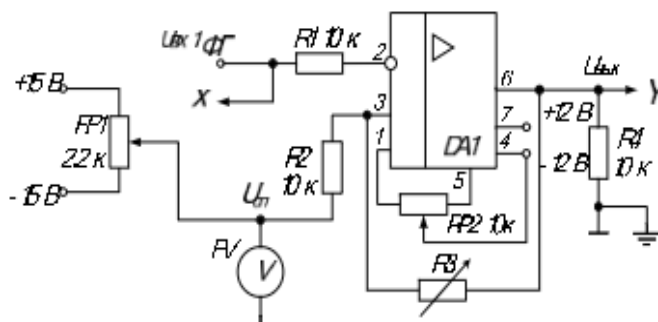 Uвх 1 ФГ
R1 10 к
2
6
Uвых
Y
X
+15 В
3
7
+12 В
RP1
22 к
1
DA1
4
R4
10 к
R2
10 к
-12 В
5
-15 В
Uоп
RP2 10к
PV
V
R3